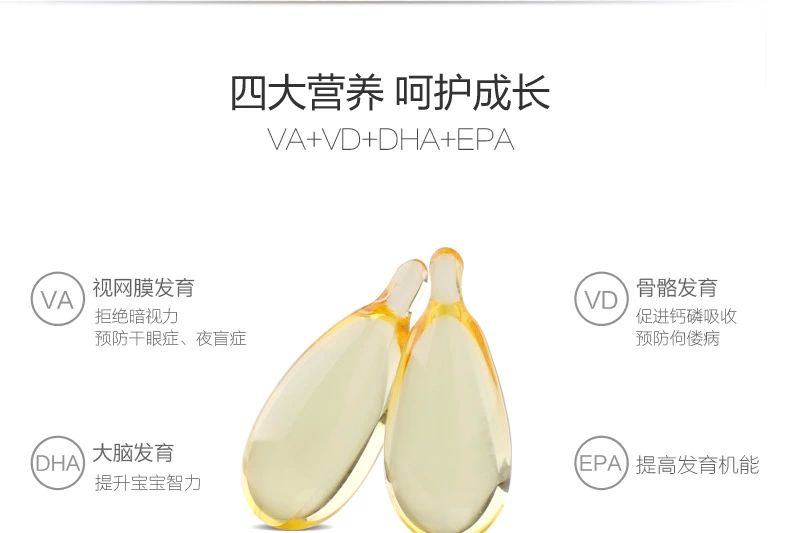 四大营养 呵护成长
VA+VD+DHA+EPA
VA
视网膜发育
拒绝暗视力
预防干眼症、夜盲症
VD
骨骼发育
促进钙磷吸收
预防佝偻病
DHA
大脑发育
提升宝宝智力
EPA
提高发育机能